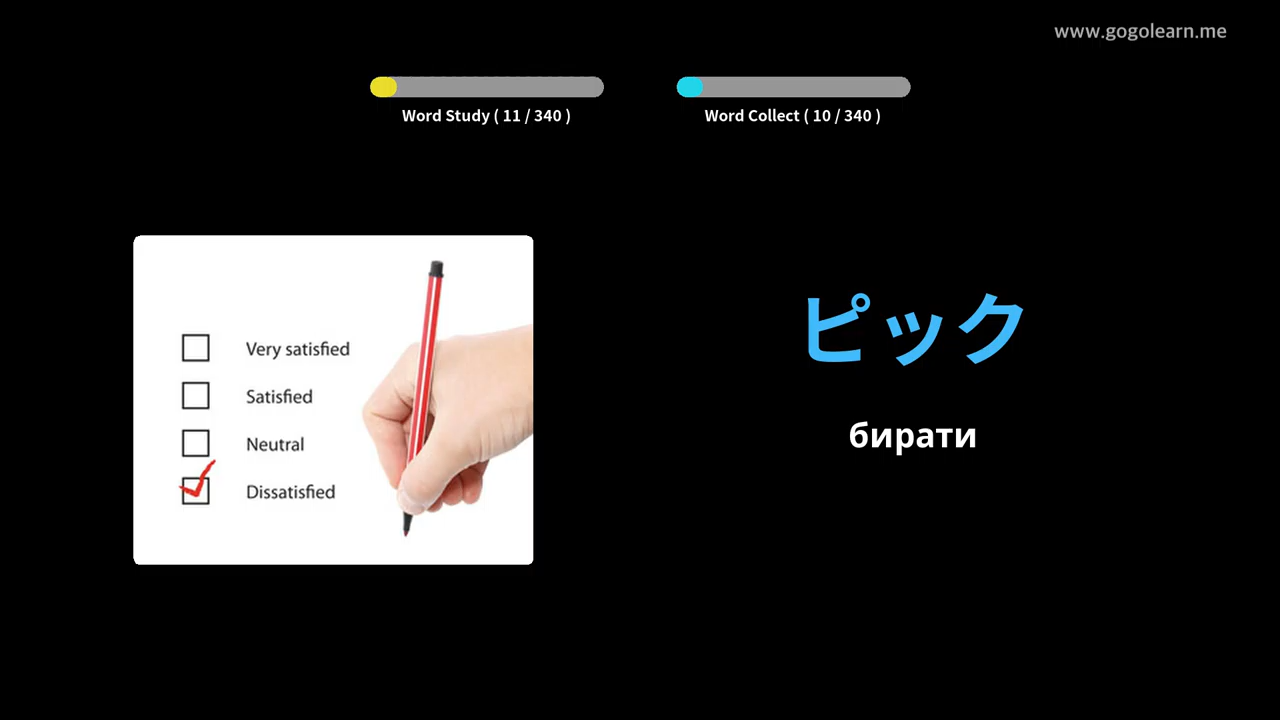 www.gogolearn.me
Word Study ( 11 / 340 )
Word Collect ( 10 / 340 )
Very satisfied
Satisfied
Neutral
Dissatisfied
ピック
бирати